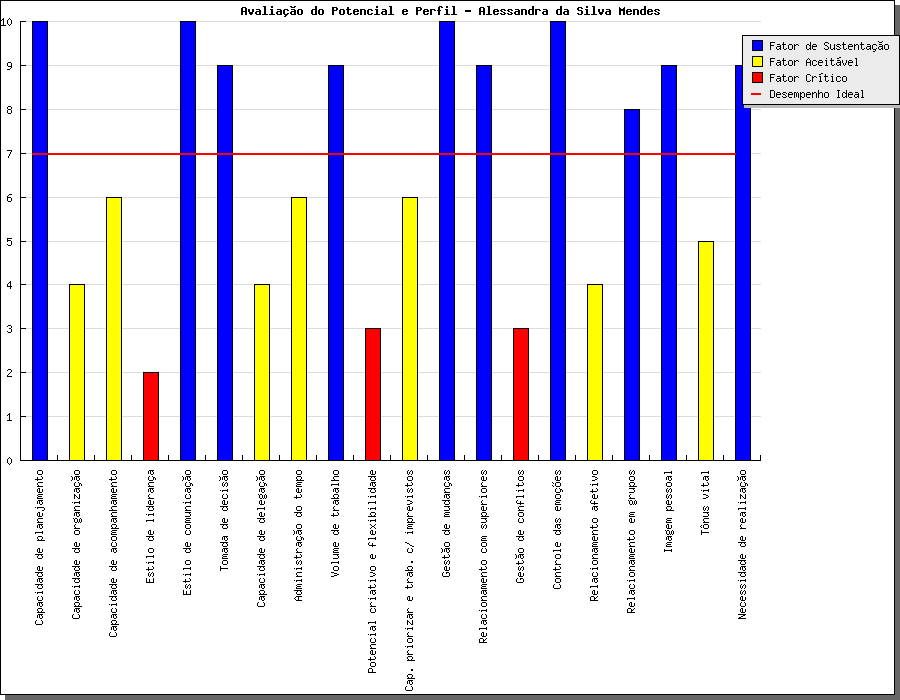 Avaliação do Potencial e Perfil - Alessandra da Silva Mendes
Fator de Sustentação
Fator Aceitável
Fator Crítico
Desempenho Ideal
10
9
8
7
6
5
4
3
2
1
0
Capacidade de planejamento
Capacidade de organização
Capacidade de acompanhamento
Estilo de liderança
Estilo de comunicação
Tomada de decisão
Capacidade de delegação
Administração do tempo
Volume de trabalho
Potencial criativo e flexibilidade
Cap. priorizar e trab. c/ imprevistos
Gestão de mudanças
Relacionamento com superiores
Gestão de conflitos
Controle das emoções
Relacionamento afetivo
Relacionamento em grupos
Imagem pessoal
Tônus vital
Necessidade de realização